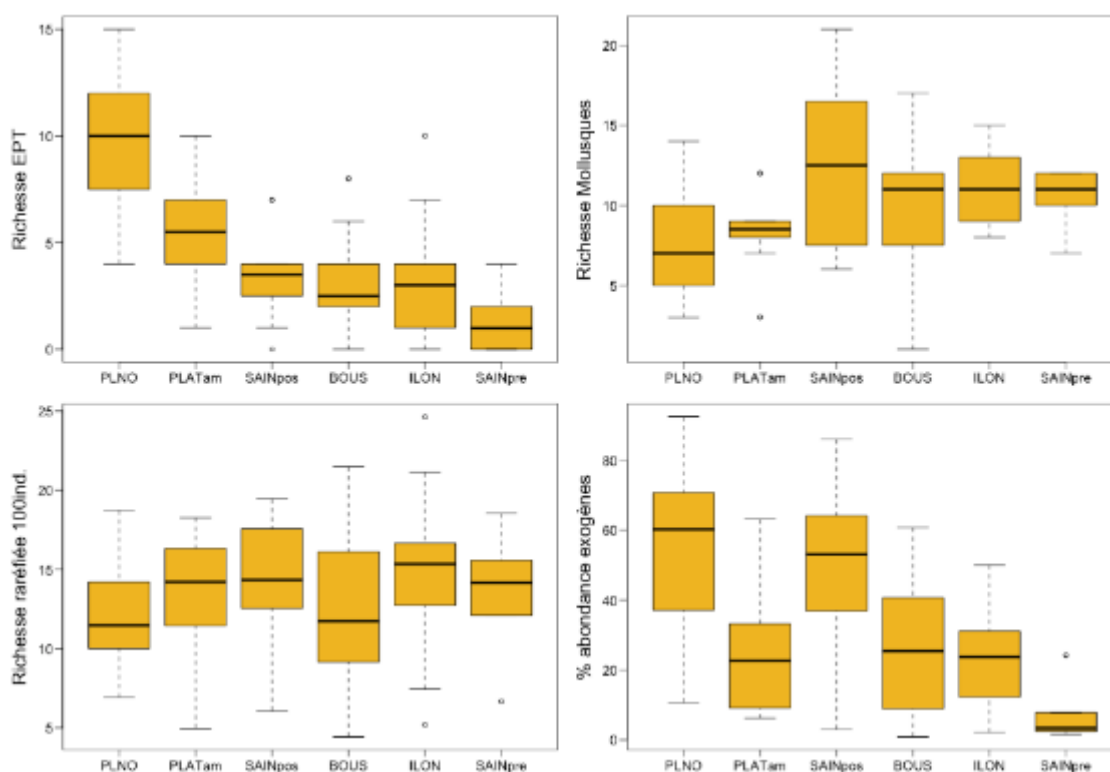 Richesse EPT
15
10
5
0
PLNO PLATam SAINpos BOUS ILON SAINpre
Richesse Mollusques
20
15
10
5
PLNO PLATam SAINpos BOUS ILON SAINpre
Richesse raréfiée 100ind.
25
20
15
10
5
PLNO PLATam SAINpos BOUS ILON SAINpre
% abondance exogènes
80
60
40
20
0
PLNO PLATam SAINpos BOUS ILON SAINpre